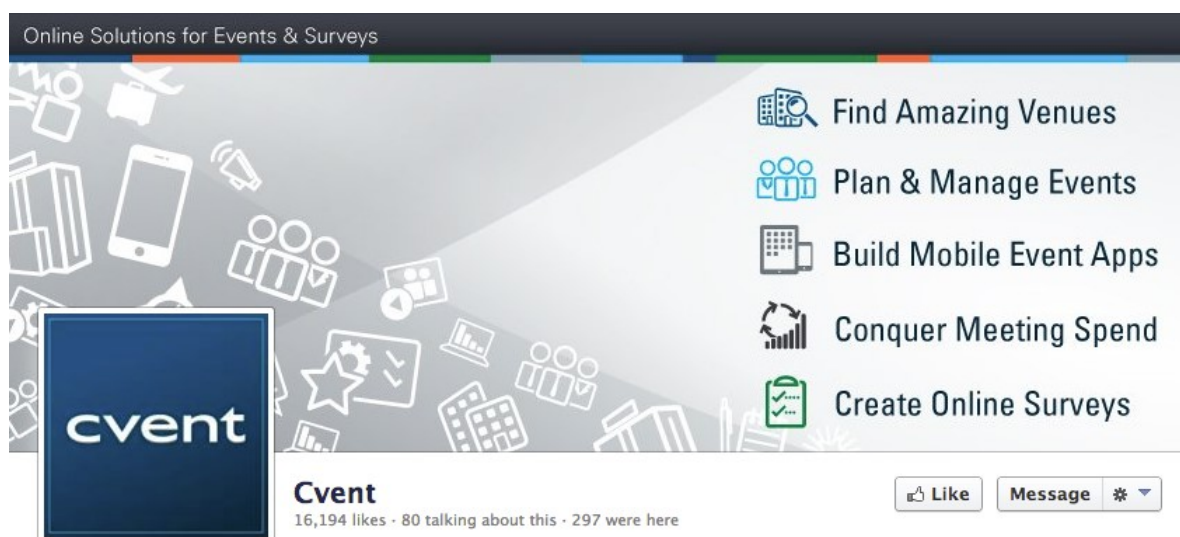 Online Solutions for Events & Surveys
Find Amazing Venues
Plan & Manage Events
Build Mobile Event Apps
Conquer Meeting Spend
Create Online Surveys
cvent
Cvent
16,194 likes · 80 talking about this · 297 were here
Like
Message